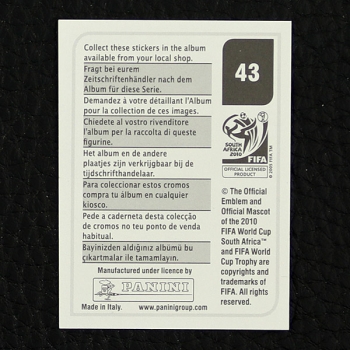 Collect these stickers in the album
available from your local shop.
Fragt bei eurem
Zeitschriftenhändler nach dem
Album für diese Serie.
Demandez à votre détaillant l'Album
pour la collection de ces images.
Chiedete al vostro rivenditore
l'album per la raccolta di queste
figurine.
Het album en de andere
plaatjes zijn verkrijgbaar bij de
tijdschrifthandelaar.
Para coleccionar estos cromos
compra tu álbum en cualquier
kiosco.
Pede a caderneta desta colecção
de cromos no teu ponto de venda
habitual.
Bayinizden aldığınız albümü bu
çıkartmalar ile tamamlayın.
Manufactured under licence by
PANINI
Made in Italy. www.paninigroup.com
43
SOUTH AFRICA
2010
FIFA
OFFICIAL LICENSED
PRODUCT
© The Official
Emblem and
Official Mascot
of the 2010
FIFA World Cup
South Africa™
and FIFA World
Cup Trophy are
copyrights and
trademarks of
FIFA. All rights
reserved.